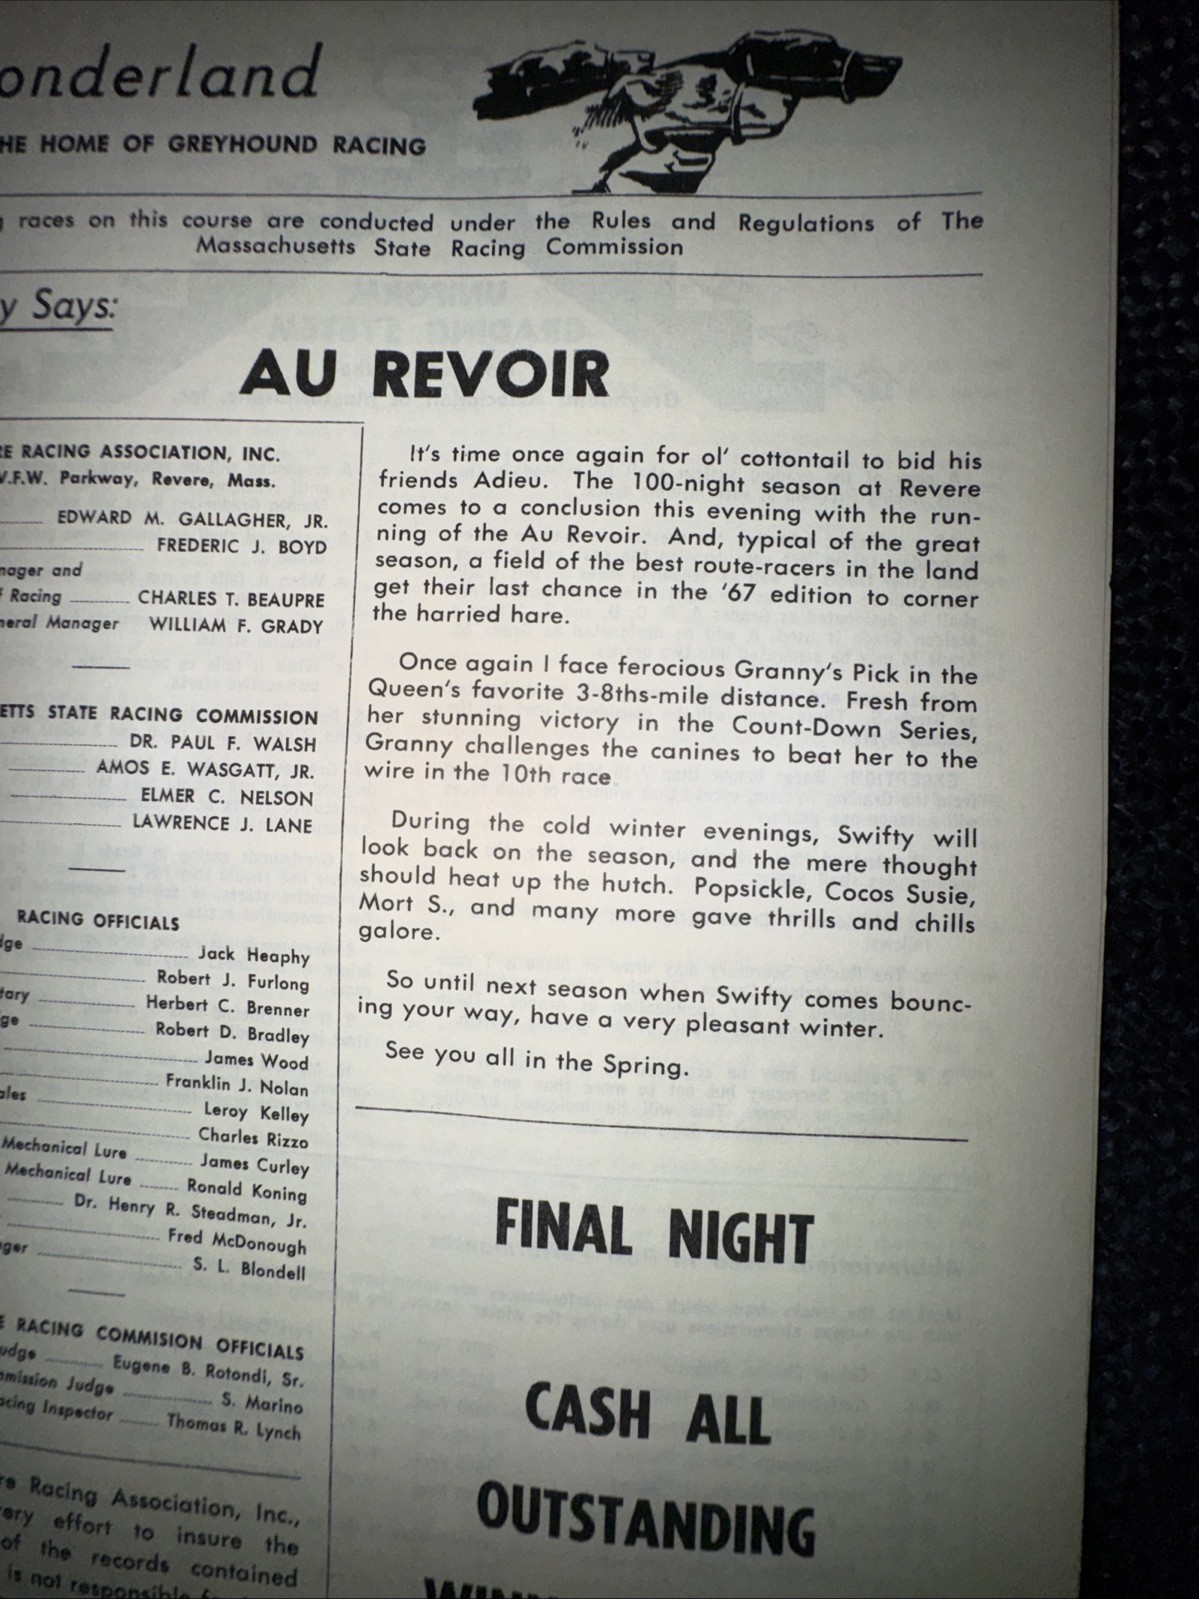 onderland
HE HOME OF GREYHOUND RACING
races on this course are conducted under the Rules and Regulations of The
Massachusetts State Racing Commission
y Says:
AU REVOIR
RE RACING ASSOCIATION, INC.
V.F.W. Parkway, Revere, Mass.
EDWARD M. GALLAGHER, JR.
FREDERIC J. BOYD
nager and
f Racing CHARLES T. BEAUPRE
neral Manager WILLIAM F. GRADY
ETTS STATE RACING COMMISSION
DR. PAUL F. WALSH
AMOS E. WASGATT, JR.
ELMER C. NELSON
LAWRENCE J. LANE
RACING OFFICIALS
dge Jack Heaphy
Robert J. Furlong
tary Herbert C. Brenner
ge Robert D. Bradley
James Wood
Franklin J. Nolan
ales Leroy Kelley
Charles Rizzo
Mechanical Lure James Curley
Mechanical Lure Ronald Koning
Dr. Henry R. Steadman, Jr.
Fred McDonough
ger S. L. Blondell
E RACING COMMISION OFFICIALS
udge Eugene B. Rotondi, Sr.
mmission Judge S. Marino
acing Inspector Thomas R. Lynch
re Racing Association, Inc.,
ery effort to insure the
of the records contained
is not responsible
It's time once again for ol' cottontail to bid his
friends Adieu. The 100-night season at Revere
comes to a conclusion this evening with the run-
ning of the Au Revoir. And, typical of the great
season, a field of the best route-racers in the land
get their last chance in the '67 edition to corner
the harried hare.
Once again I face ferocious Granny's Pick in the
Queen's favorite 3-8ths-mile distance. Fresh from
her stunning victory in the Count-Down Series,
Granny challenges the canines to beat her to the
wire in the 10th race.
During the cold winter evenings, Swifty will
look back on the season, and the mere thought
should heat up the hutch. Popsickle, Cocos Susie,
Mort S., and many more gave thrills and chills
galore.
So until next season when Swifty comes bounc-
ing your way, have a very pleasant winter.
See you all in the Spring.
FINAL NIGHT
CASH ALL
OUTSTANDING